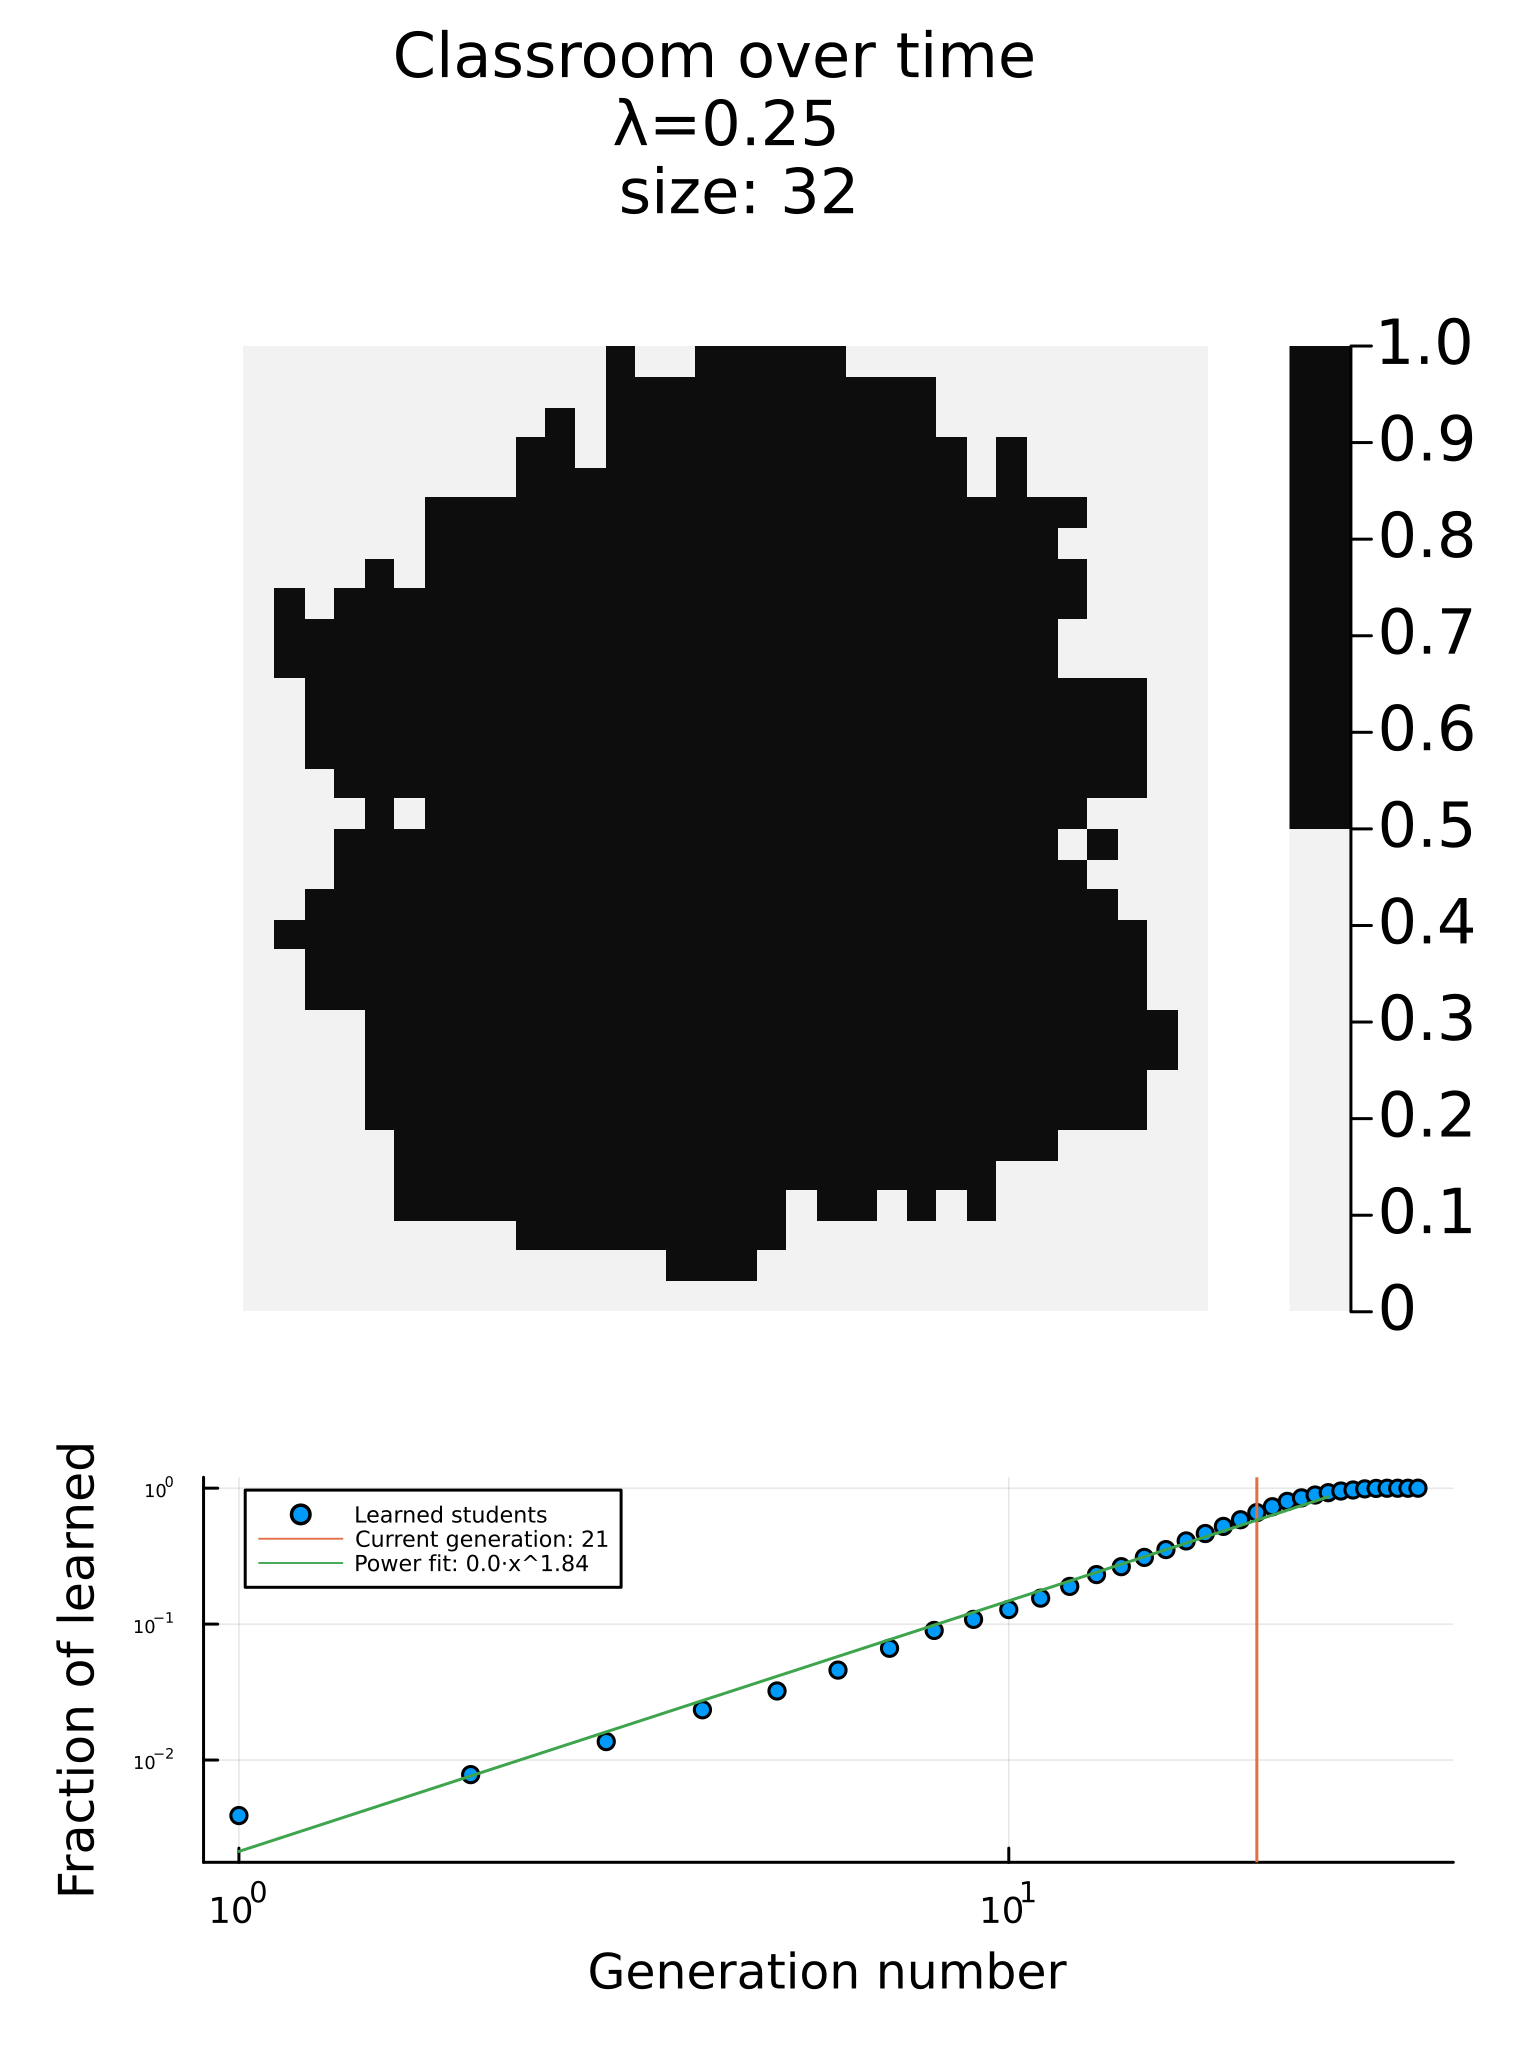 Classroom over time
λ=0.25
size: 32
1.0
0.9
0.8
0.7
0.6
0.5
0.4
0.3
0.2
0.1
0
Fraction of learned
10⁰
10⁻¹
10⁻²
Learned students
Current generation: 21
Power fit: 0.0·x^1.84
10⁰
10¹
Generation number